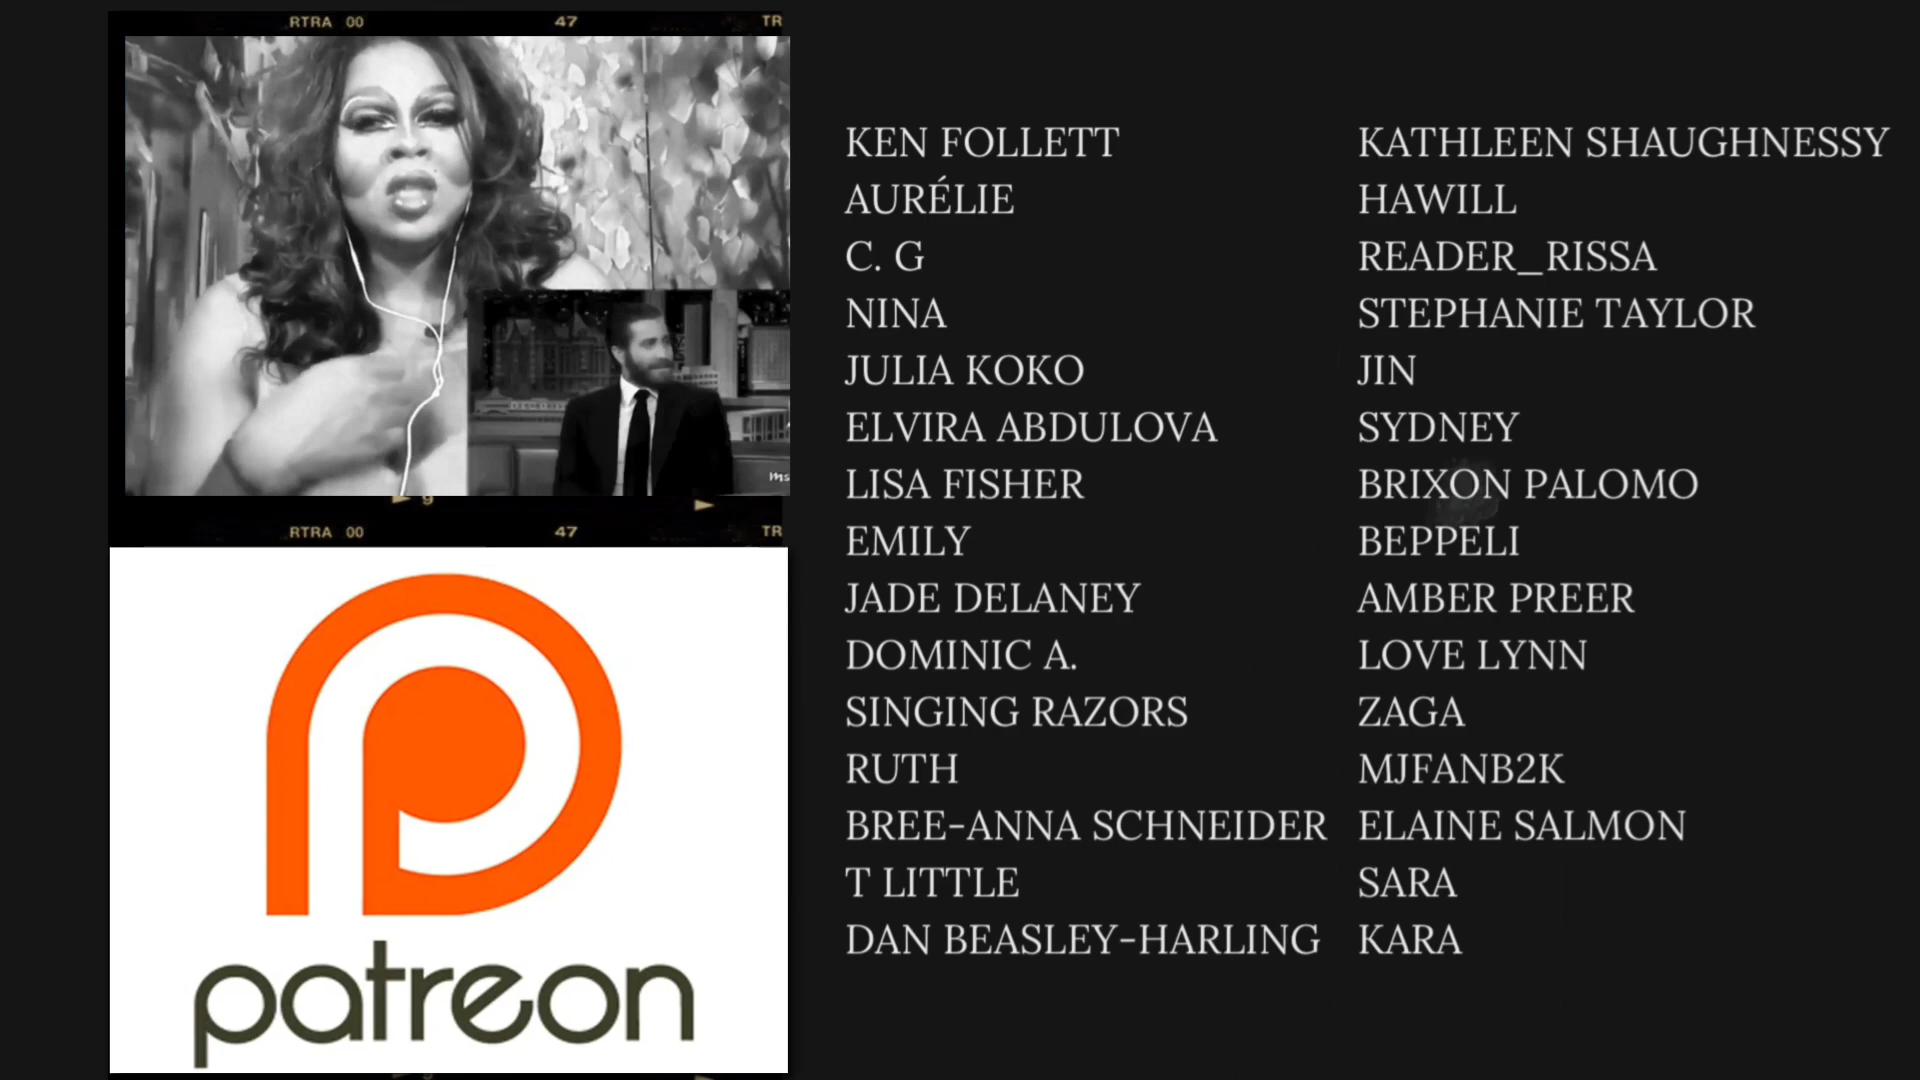 RTRA 00 47 TR
9
RTRA 00 47 TR
patreon
KEN FOLLETT
AURÉLIE
C. G
NINA
JULIA KOKO
ELVIRA ABDULOVA
LISA FISHER
EMILY
JADE DELANEY
DOMINIC A.
SINGING RAZORS
RUTH
BREE-ANNA SCHNEIDER
T LITTLE
DAN BEASLEY-HARLING
KATHLEEN SHAUGHNESSY
HAWILL
READER_RISSA
STEPHANIE TAYLOR
JIN
SYDNEY
BRIXON PALOMO
BEPPELI
AMBER PREER
LOVE LYNN
ZAGA
MJFANB2K
ELAINE SALMON
SARA
KARA